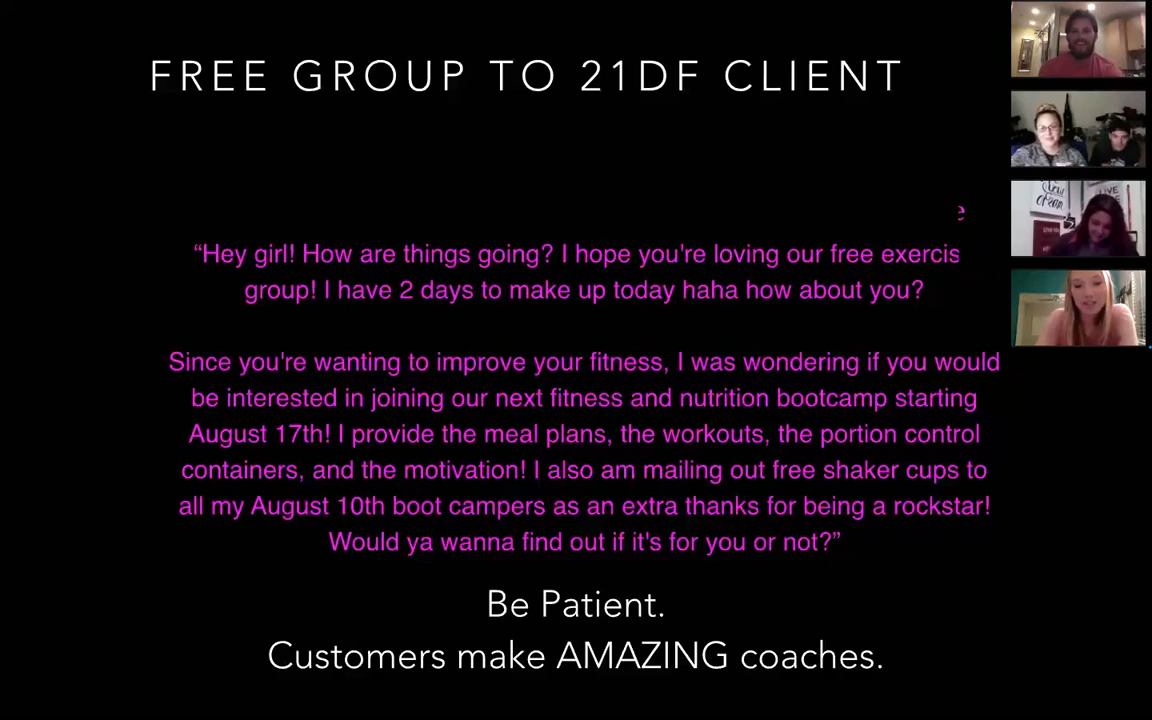 FREE GROUP TO 21DF CLIENT
e
“Hey girl! How are things going? I hope you're loving our free exercis
group! I have 2 days to make up today haha how about you?
Since you're wanting to improve your fitness, I was wondering if you would
be interested in joining our next fitness and nutrition bootcamp starting
August 17th! I provide the meal plans, the workouts, the portion control
containers, and the motivation! I also am mailing out free shaker cups to
all my August 10th boot campers as an extra thanks for being a rockstar!
Would ya wanna find out if it's for you or not?”
Be Patient.
Customers make AMAZING coaches.